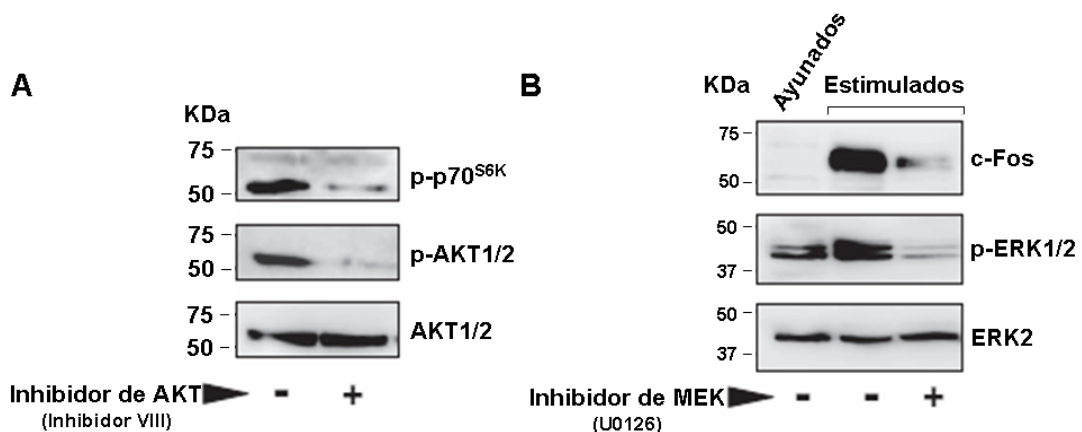 A
KDa
75
50
p-p70S6K
75
50
p-AKT1/2
75
50
AKT1/2
Inhibidor de AKT - +
(Inhibidor VIII)
B
KDa
Ayunados
Estimulados
75
50
c-Fos
50
37
p-ERK1/2
50
37
ERK2
Inhibidor de MEK - - +
(U0126)